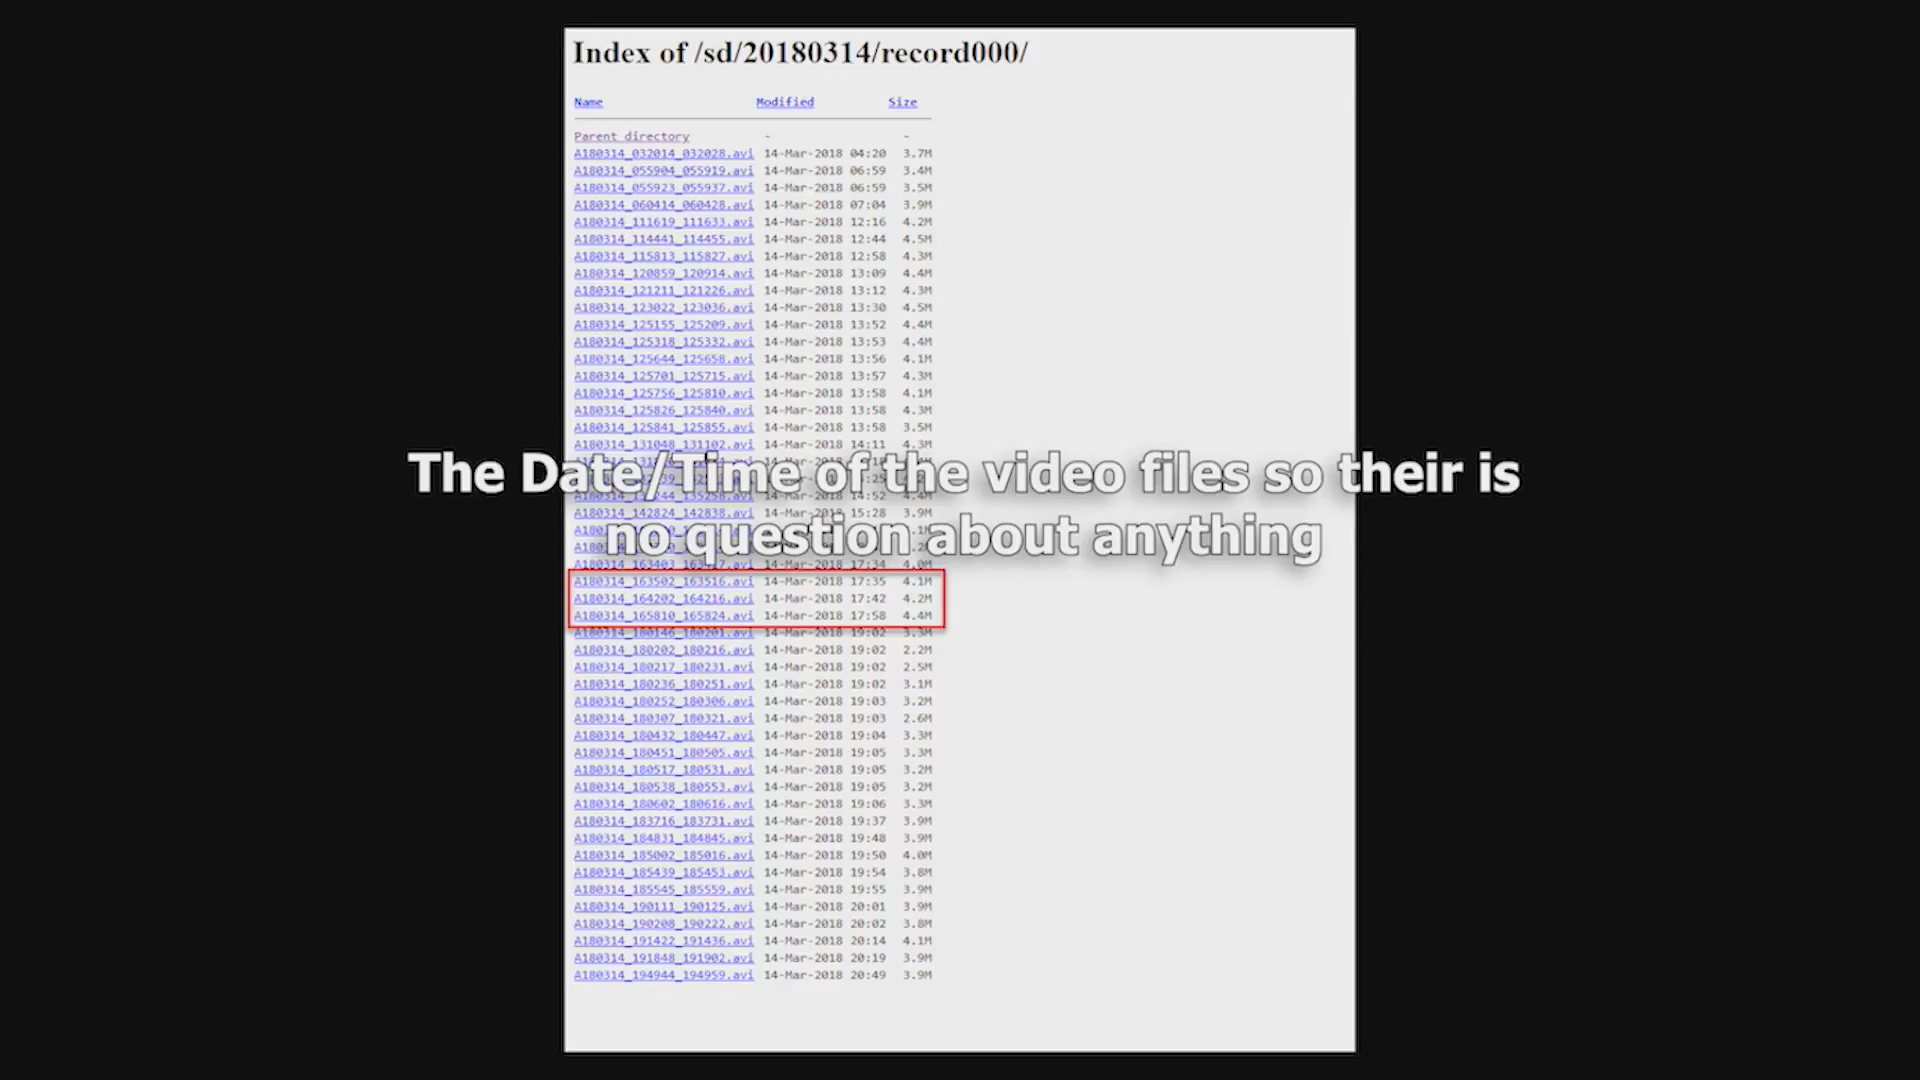 Index of /sd/20180314/record000/
Name Modified Size
Parent directory - -
A180314_032014_032028.avi 14-Mar-2018 04:20 3.7M
A180314_055904_055919.avi 14-Mar-2018 06:59 3.4M
A180314_055923_055937.avi 14-Mar-2018 06:59 3.5M
A180314_060414_060428.avi 14-Mar-2018 07:04 3.9M
A180314_111619_111633.avi 14-Mar-2018 12:16 4.2M
A180314_114441_114455.avi 14-Mar-2018 12:44 4.5M
A180314_115813_115827.avi 14-Mar-2018 12:58 4.3M
A180314_120859_120914.avi 14-Mar-2018 13:09 4.4M
A180314_121211_121226.avi 14-Mar-2018 13:12 4.3M
A180314_123022_123036.avi 14-Mar-2018 13:30 4.5M
A180314_125155_125209.avi 14-Mar-2018 13:52 4.4M
A180314_125318_125332.avi 14-Mar-2018 13:53 4.4M
A180314_125644_125658.avi 14-Mar-2018 13:56 4.1M
A180314_125701_125715.avi 14-Mar-2018 13:57 4.3M
A180314_125756_125810.avi 14-Mar-2018 13:58 4.1M
A180314_125826_125840.avi 14-Mar-2018 13:58 4.3M
A180314_125841_125855.avi 14-Mar-2018 13:58 3.5M
A180314_131048_131102.avi 14-Mar-2018 14:11 4.3M
The Date/Time of the video files so their is
14-Mar-2018 14:52 4.4M
A180314_142824_142838.avi 14-Mar-2018 15:28 3.9M
no question about anything
14-Mar-2018 17:34 4.0M
A180314_163502_163516.avi 14-Mar-2018 17:35 4.1M
A180314_164202_164216.avi 14-Mar-2018 17:42 4.2M
A180314_165810_165824.avi 14-Mar-2018 17:58 4.4M
A180314_180146_180201.avi 14-Mar-2018 19:02 3.3M
A180314_180202_180216.avi 14-Mar-2018 19:02 2.2M
A180314_180217_180231.avi 14-Mar-2018 19:02 2.5M
A180314_180236_180251.avi 14-Mar-2018 19:02 3.1M
A180314_180252_180306.avi 14-Mar-2018 19:03 3.2M
A180314_180307_180321.avi 14-Mar-2018 19:03 2.6M
A180314_180432_180447.avi 14-Mar-2018 19:04 3.3M
A180314_180451_180505.avi 14-Mar-2018 19:05 3.3M
A180314_180517_180531.avi 14-Mar-2018 19:05 3.2M
A180314_180538_180553.avi 14-Mar-2018 19:05 3.2M
A180314_180602_180616.avi 14-Mar-2018 19:06 3.3M
A180314_183716_183731.avi 14-Mar-2018 19:37 3.9M
A180314_184831_184845.avi 14-Mar-2018 19:48 3.9M
A180314_185002_185016.avi 14-Mar-2018 19:50 4.0M
A180314_185439_185453.avi 14-Mar-2018 19:54 3.8M
A180314_185545_185559.avi 14-Mar-2018 19:55 3.9M
A180314_190111_190125.avi 14-Mar-2018 20:01 3.9M
A180314_190208_190222.avi 14-Mar-2018 20:02 3.8M
A180314_191422_191436.avi 14-Mar-2018 20:14 4.1M
A180314_191848_191902.avi 14-Mar-2018 20:19 3.9M
A180314_194944_194959.avi 14-Mar-2018 20:49 3.9M